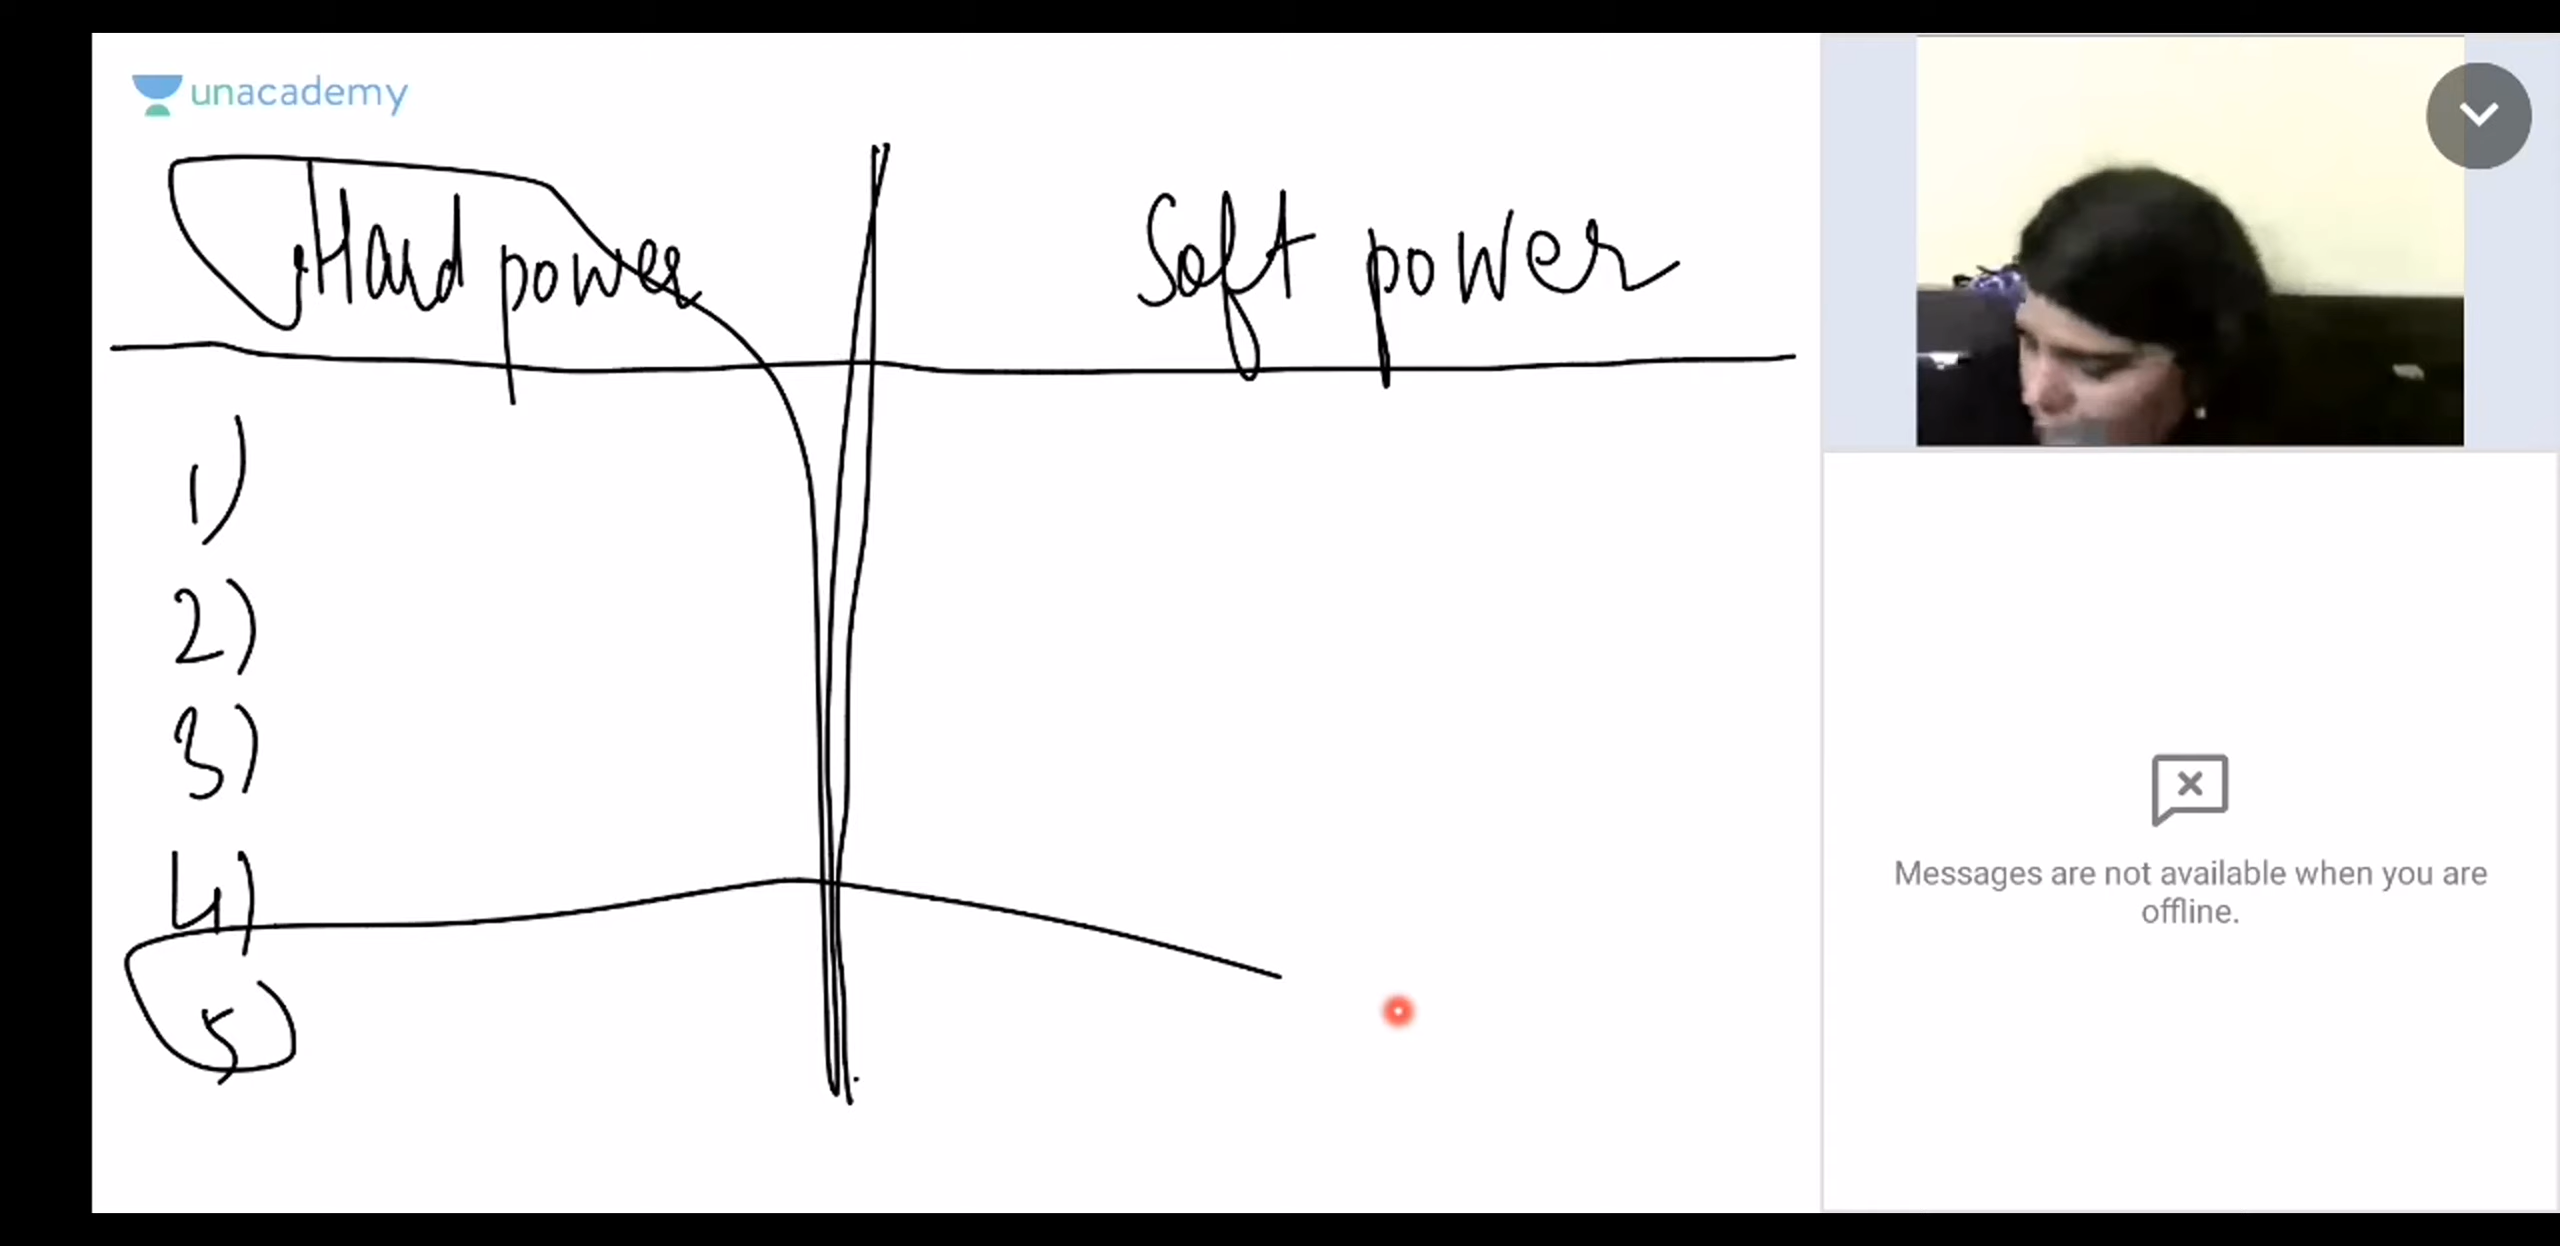 unacademy
Hard power Soft power
1)
2)
3)
4)
5)
Messages are not available when you are
offline.